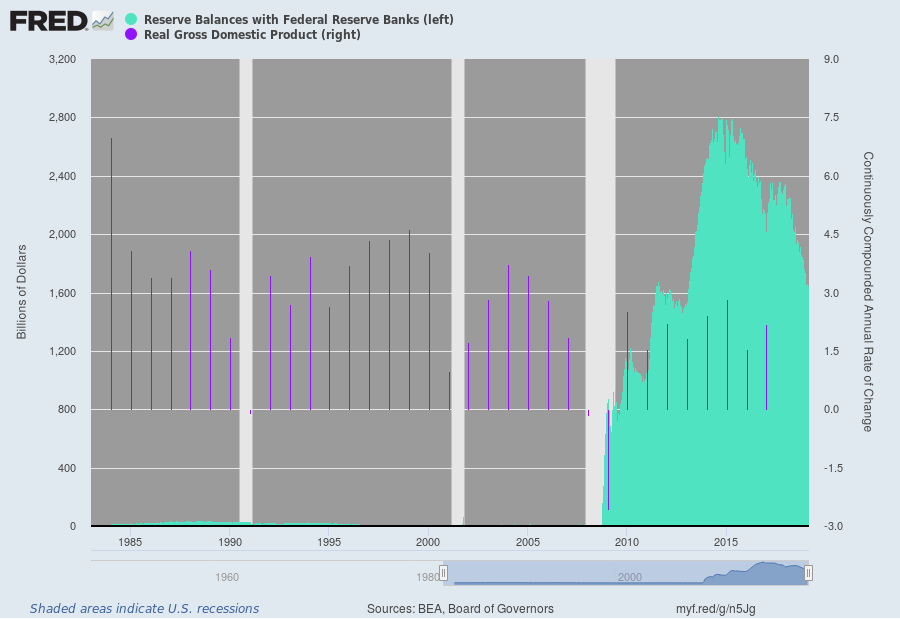 FRED
Reserve Balances with Federal Reserve Banks (left)
Real Gross Domestic Product (right)
3,200
2,800
2,400
2,000
1,600
1,200
800
400
0
Billions of Dollars
9.0
7.5
6.0
4.5
3.0
1.5
0.0
-1.5
-3.0
Continuously Compounded Annual Rate of Change
1985 1990 1995 2000 2005 2010 2015
1960 1980 2000
Shaded areas indicate U.S. recessions Sources: BEA, Board of Governors myf.red/g/n5Jg